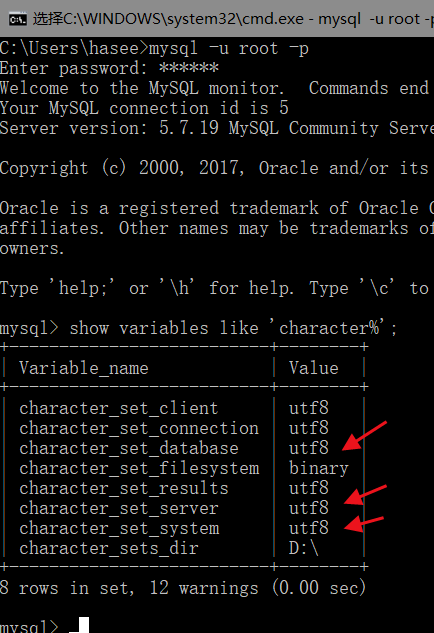 选择C:\WINDOWS\system32\cmd.exe - mysql -u root -p
C:\Users\hasee>mysql -u root -p
Enter password: ******
Welcome to the MySQL monitor. Commands end
Your MySQL connection id is 5
Server version: 5.7.19 MySQL Community Serve
Copyright (c) 2000, 2017, Oracle and/or its
Oracle is a registered trademark of Oracle C
affiliates. Other names may be trademarks of
owners.
Type 'help;' or '\h' for help. Type '\c' to
mysql> show variables like 'character%';
+--------------------------+--------+
| Variable_name | Value |
+--------------------------+--------+
| character_set_client | utf8 |
| character_set_connection | utf8 |
| character_set_database | utf8 |
| character_set_filesystem | binary |
| character_set_results | utf8 |
| character_set_server | utf8 |
| character_set_system | utf8 |
| character_sets_dir | D:\ |
+--------------------------+--------+
8 rows in set, 12 warnings (0.00 sec)
mysql> _